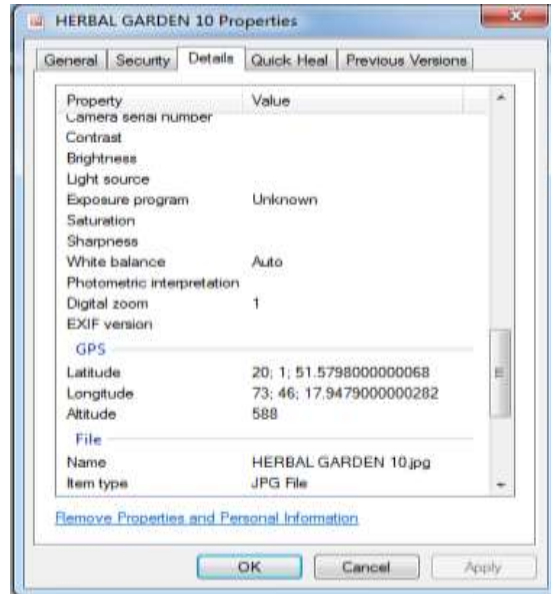 HERBAL GARDEN 10 Properties
General Security Details Quick Heal Previous Versions
Property Value
Camera serial number
Contrast
Brightness
Light source
Exposure program Unknown
Saturation
Sharpness
White balance Auto
Photometric interpretation
Digital zoom 1
EXIF version
GPS
Latitude 20; 1; 51.5798000000068
Longitude 73; 46; 17.9479000000282
Altitude 588
File
Name HERBAL GARDEN 10.jpg
Item type JPG File
Remove Properties and Personal Information
OK Cancel Apply